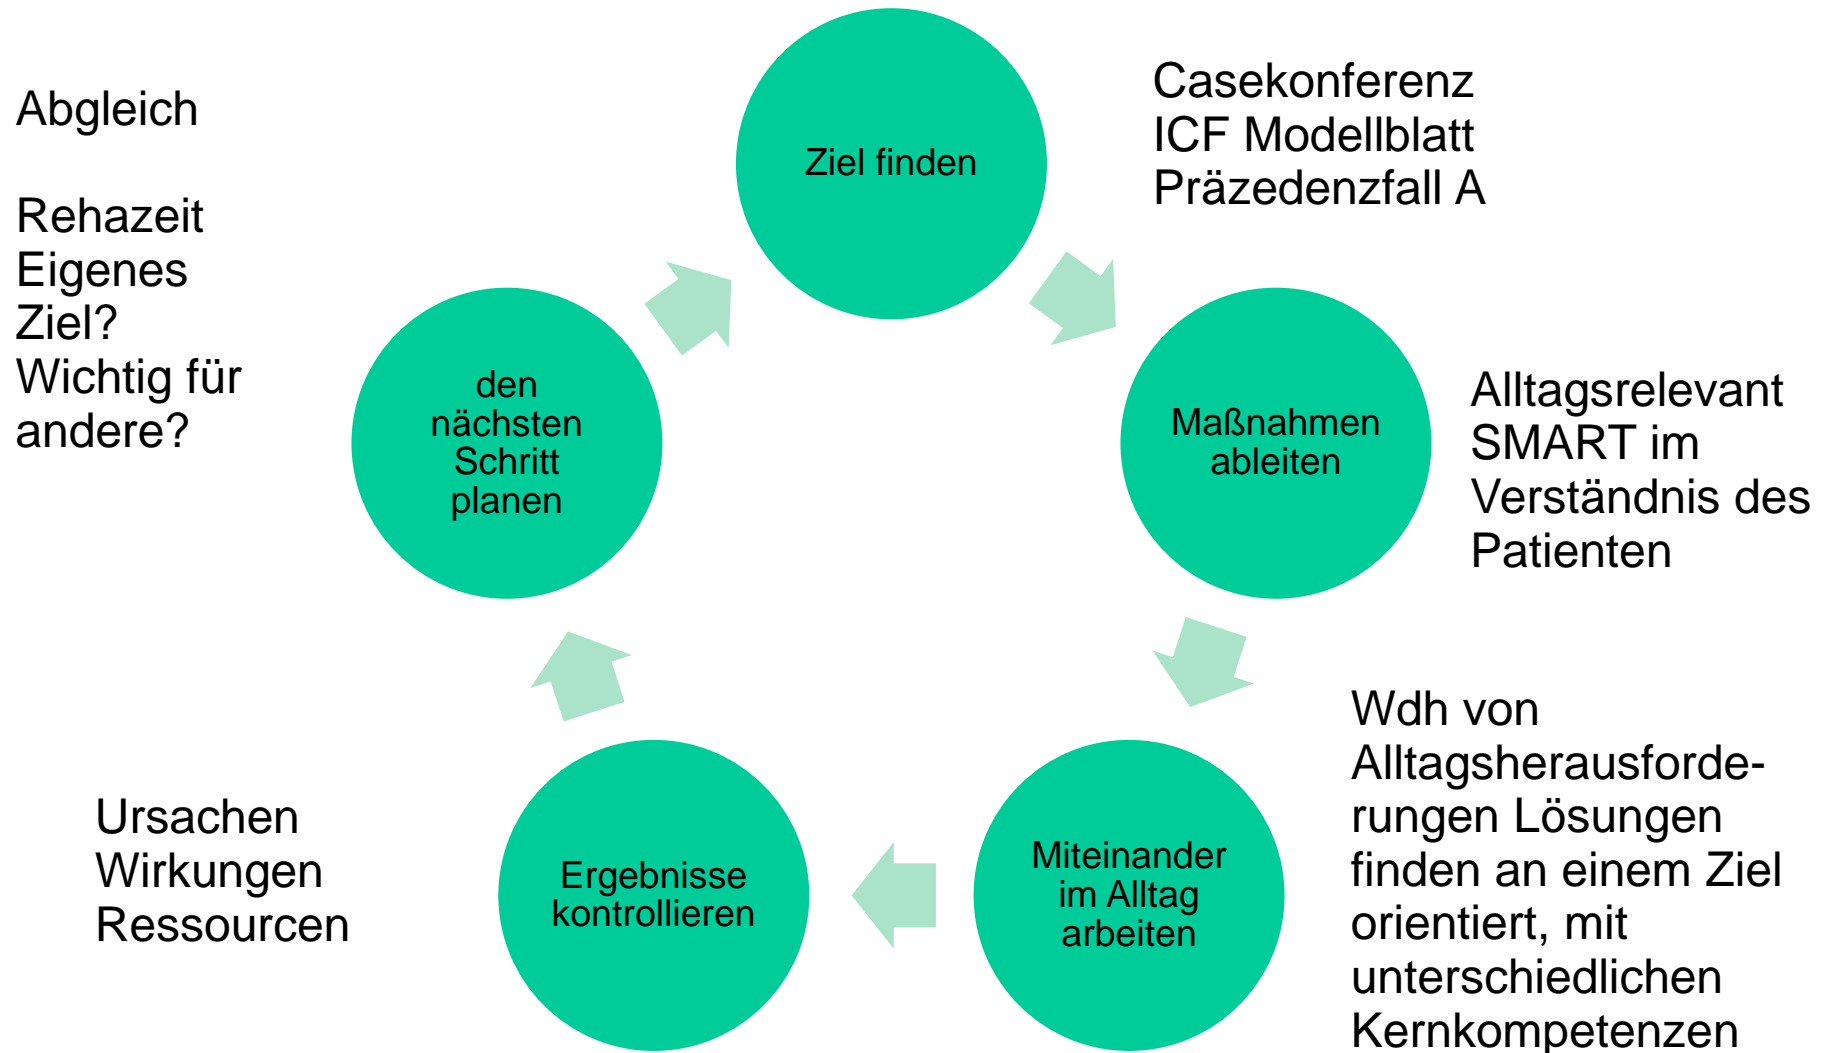 Ziel finden
Casekonferenz
ICF Modellblatt
Präzedenzfall A
Maßnahmen
ableiten
Alltagsrelevant
SMART im
Verständnis des
Patienten
Miteinander
im Alltag
arbeiten
Wdh von
Alltagsherausforde-
rungen Lösungen
finden an einem Ziel
orientiert, mit
unterschiedlichen
Kernkompetenzen
Ergebnisse
kontrollieren
Ursachen
Wirkungen
Ressourcen
den
nächsten
Schritt
planen
Abgleich
Rehazeit
Eigenes
Ziel?
Wichtig für
andere?